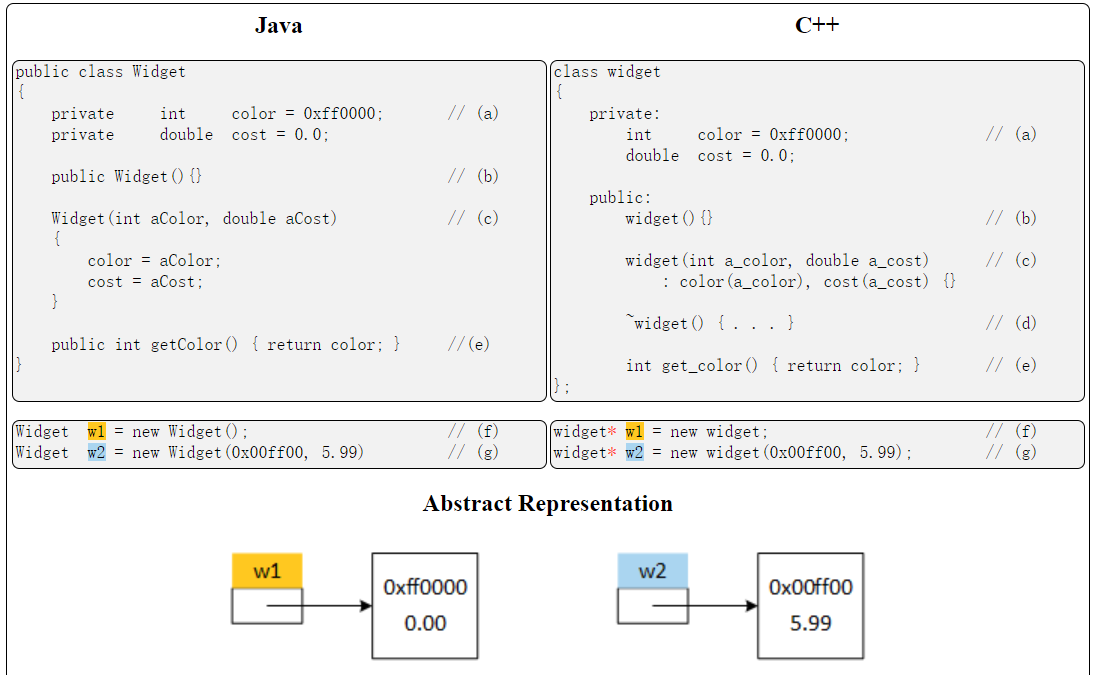 Java
public class Widget
{
    private     int     color = 0xff0000;       // (a)
    private     double  cost = 0.0;
    public Widget(){}                           // (b)
    Widget(int aColor, double aCost)            // (c)
    {
        color = aColor;
        cost = aCost;
    }
    public int getColor() { return color; }     //(e)
}
Widget  w1 = new Widget();                      // (f)
Widget  w2 = new Widget(0x00ff00, 5.99)         // (g)
C++
class widget
{
    private:
        int     color = 0xff0000;               // (a)
        double  cost = 0.0;
    public:
        widget(){}                              // (b)
        widget(int a_color, double a_cost)      // (c)
            : color(a_color), cost(a_cost) {}
        ~widget() { . . . }                     // (d)
        int get_color() { return color; }       // (e)
};
widget* w1 = new widget;                        // (f)
widget* w2 = new widget(0x00ff00, 5.99);        // (g)
Abstract Representation
w1
0xff0000
0.00
w2
0x00ff00
5.99